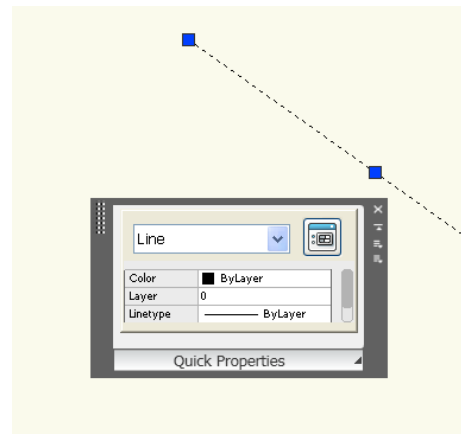 Line
Color ByLayer
Layer 0
Linetype ByLayer
Quick Properties